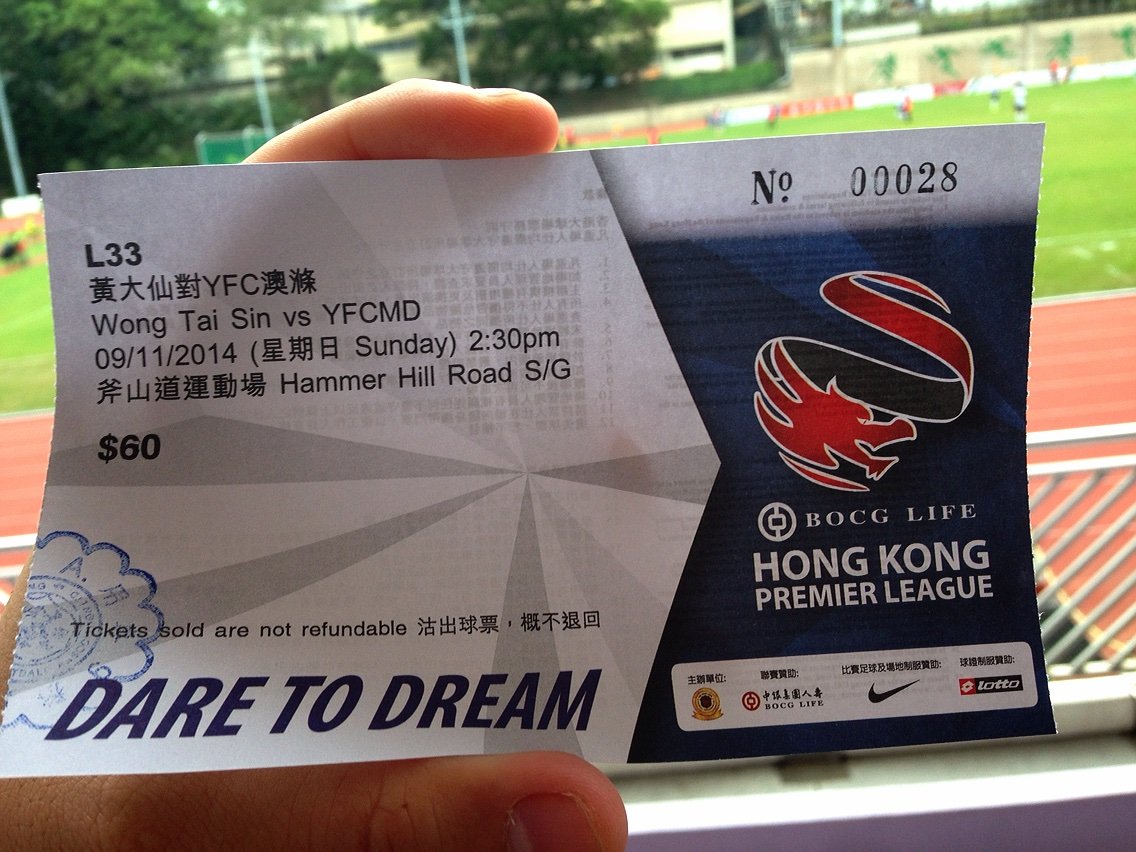 No 00028
L33
黃大仙對YFC澳滌
Wong Tai Sin vs YFCMD
09/11/2014 (星期日 Sunday) 2:30pm
斧山道運動場 Hammer Hill Road S/G
$60
Tickets sold are not refundable 沽出球票，概不退回
DARE TO DREAM
BOCG LIFE
HONG KONG
PREMIER LEAGUE
主辦單位:
聯賽贊助:
比賽足球及場地制服贊助:
球證制服贊助:
中銀集團人壽
BOCG LIFE
lotto